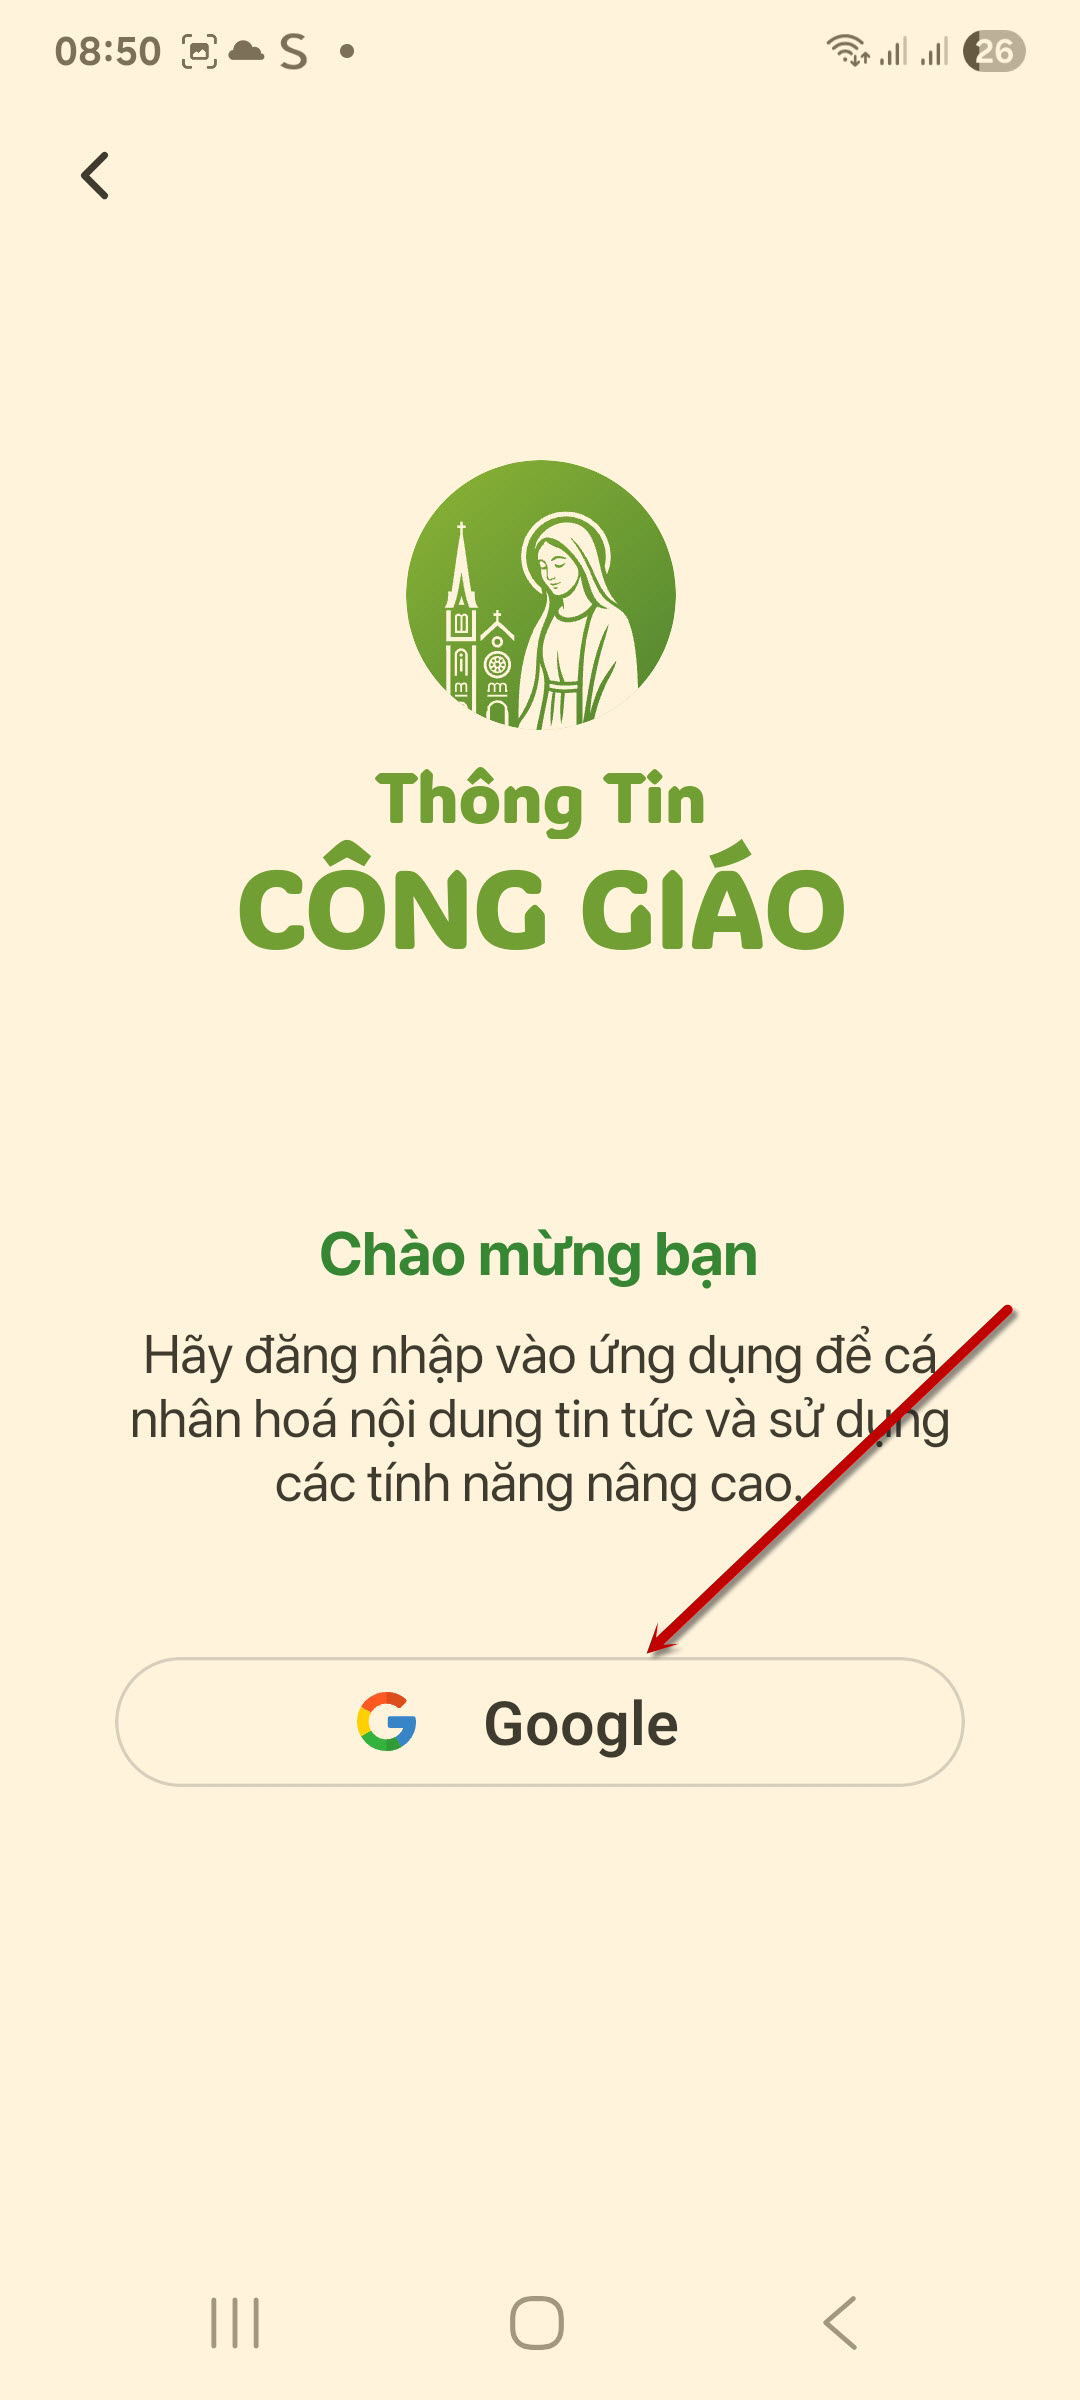 08:50
26
Thông Tin
CÔNG GIÁO
Chào mừng bạn
Hãy đăng nhập vào ứng dụng để cá
nhân hoá nội dung tin tức và sử dụng
các tính năng nâng cao.
Google